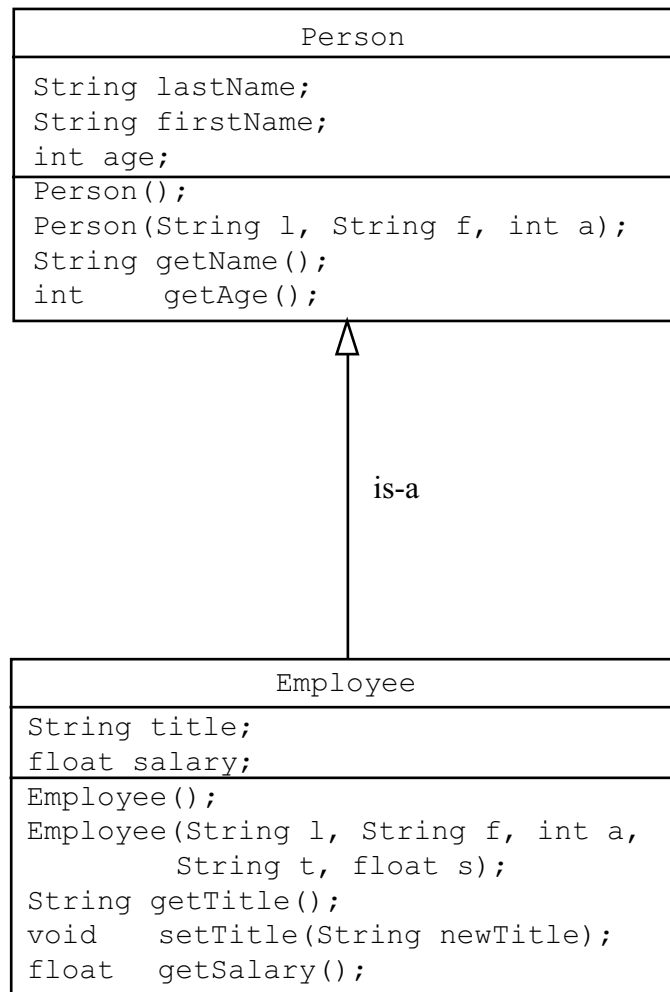 Person
String lastName;
String firstName;
int age;
Person();
Person(String l, String f, int a);
String getName();
int    getAge();
is-a
Employee
String title;
float salary;
Employee();
Employee(String l, String f, int a,
         String t, float s);
String getTitle();
void   setTitle(String newTitle);
float  getSalary();